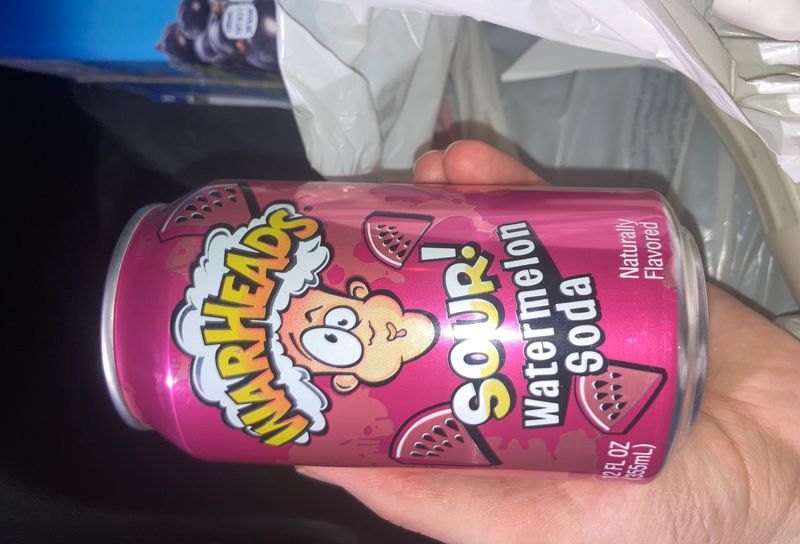 WARHEADS
SOUR!
Watermelon
Soda
Naturally
Flavored
12 FL OZ
(355mL)